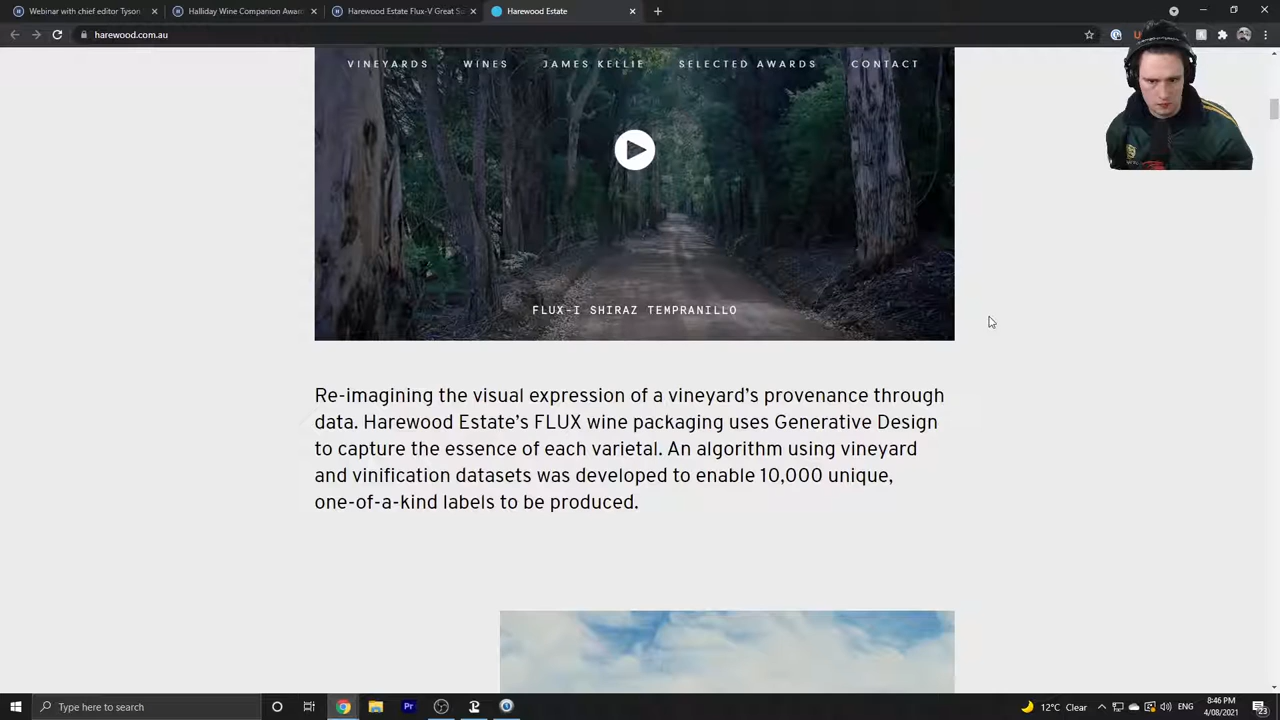 Webinar with chief editor Tyson
Halliday Wine Companion Awar
Harewood Estate Flux-V Great S
Harewood Estate
harewood.com.au
VINEYARDS WINES JAMES KELLIE SELECTED AWARDS CONTACT
FLUX-I SHIRAZ TEMPRANILLO
Re-imagining the visual expression of a vineyard’s provenance through
data. Harewood Estate’s FLUX wine packaging uses Generative Design
to capture the essence of each varietal. An algorithm using vineyard
and vinification datasets was developed to enable 10,000 unique,
one-of-a-kind labels to be produced.
Type here to search
Pr
12°C Clear
ENG
8:46 PM
4/08/2021
23